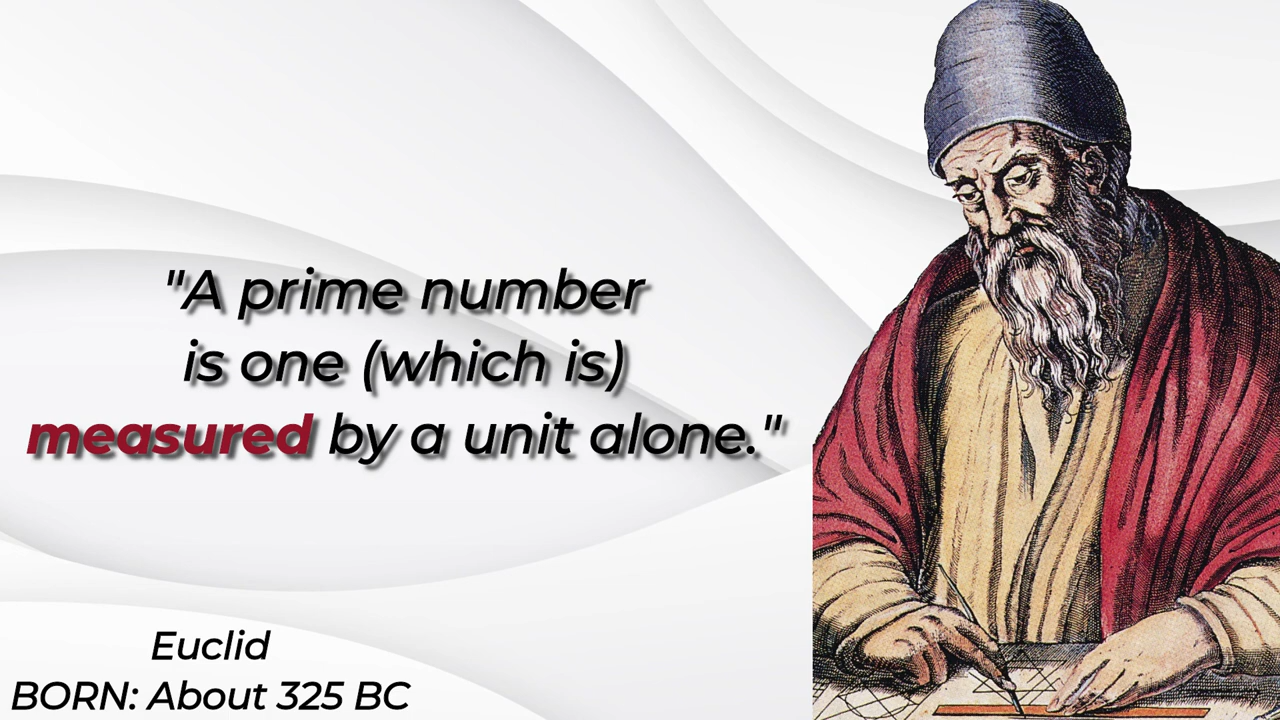 "A prime number
is one (which is)
measured by a unit alone."
Euclid
BORN: About 325 BC